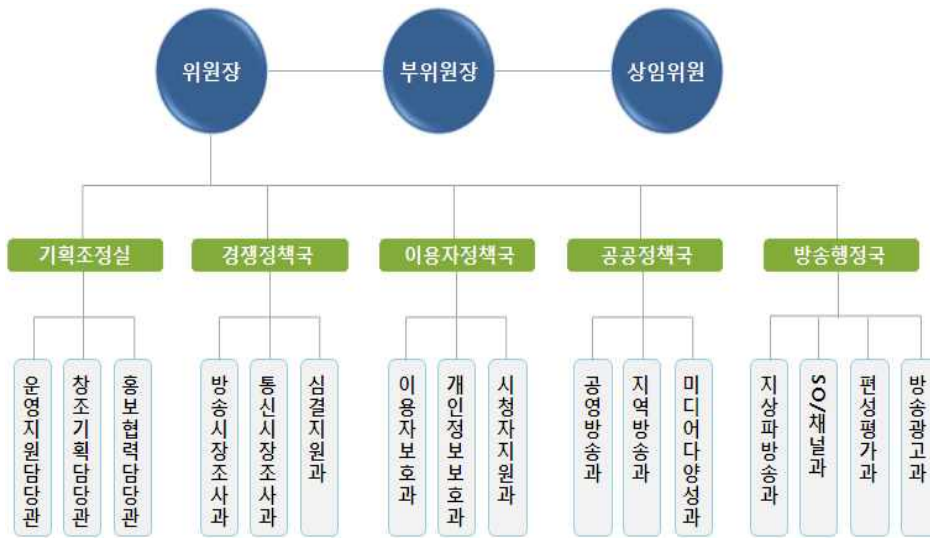 위원장
부위원장
상임위원
기획조정실
경쟁정책국
이용자정책국
공공정책국
방송행정국
운영지원담당관
창조기획담당관
홍보협력담당관
방송시장조사과
통신시장조사과
심결지원과
이용자보호과
개인정보보호과
시청자지원과
공영방송과
지역방송과
미디어다양성과
지상파방송과
SO/채널과
편성평가과
방송광고과